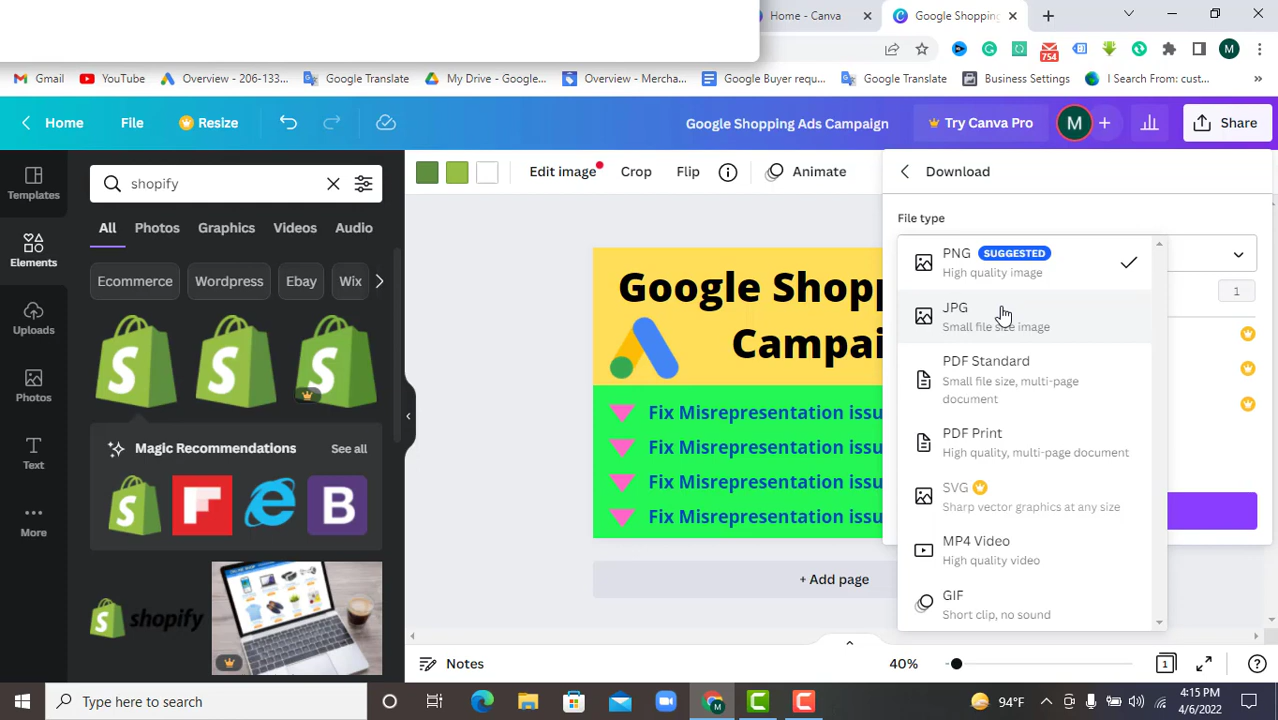 Home - Canva
Google Shopping
Gmail YouTube Overview - 206-133... Google Translate My Drive - Google... Overview - Mercha... Google Buyer requ... Google Translate Business Settings I Search From: cust...
754
M
Home File Resize Google Shopping Ads Campaign Try Canva Pro M Share
Templates
Elements
Uploads
Photos
Text
More
shopify
All Photos Graphics Videos Audio
Ecommerce Wordpress Ebay Wix
Magic Recommendations See all
shopify
Edit image Crop Flip Animate
Google Shopp
Campai
Fix Misrepresentation issu
Fix Misrepresentation issu
Fix Misrepresentation issu
Fix Misrepresentation issu
+ Add page
Download
File type
PNG SUGGESTED
High quality image
1
JPG
Small file size image
PDF Standard
Small file size, multi-page
document
PDF Print
High quality, multi-page document
SVG
Sharp vector graphics at any size
MP4 Video
High quality video
GIF
Short clip, no sound
Notes 40% 1
Type here to search
94°F
4:15 PM
4/6/2022